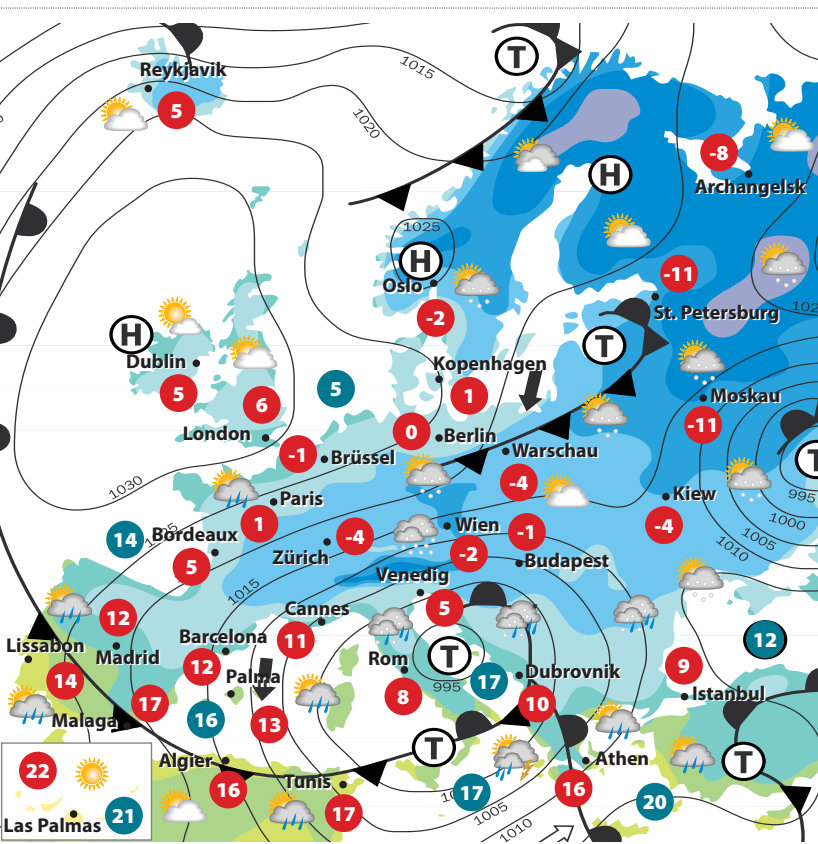 T
1015
Reykjavik
5
1020
-8
H
Archangelsk
1025
H
Oslo
-11
-2
St. Petersburg
102
H
Dublin
T
Kopenhagen
5
5
1
6
Moskau
London
0
Berlin
-11
-1
Brüssel
Warschau
T
1030
-4
995
Paris
Kiew
1
1000
14
Bordeaux
-4
Wien
-1
-4
1005
Zürich
-2
1010
5
Budapest
Venedig
1015
Cannes
5
12
11
12
Lissabon
Madrid
Barcelona
Rom
T
9
14
12
Palma
995
17
Dubrovnik
Istanbul
17
8
10
Malaga
16
13
T
22
Algier
Athen
T
Tunis
16
17
16
20
Las Palmas
21
17
1005
1010